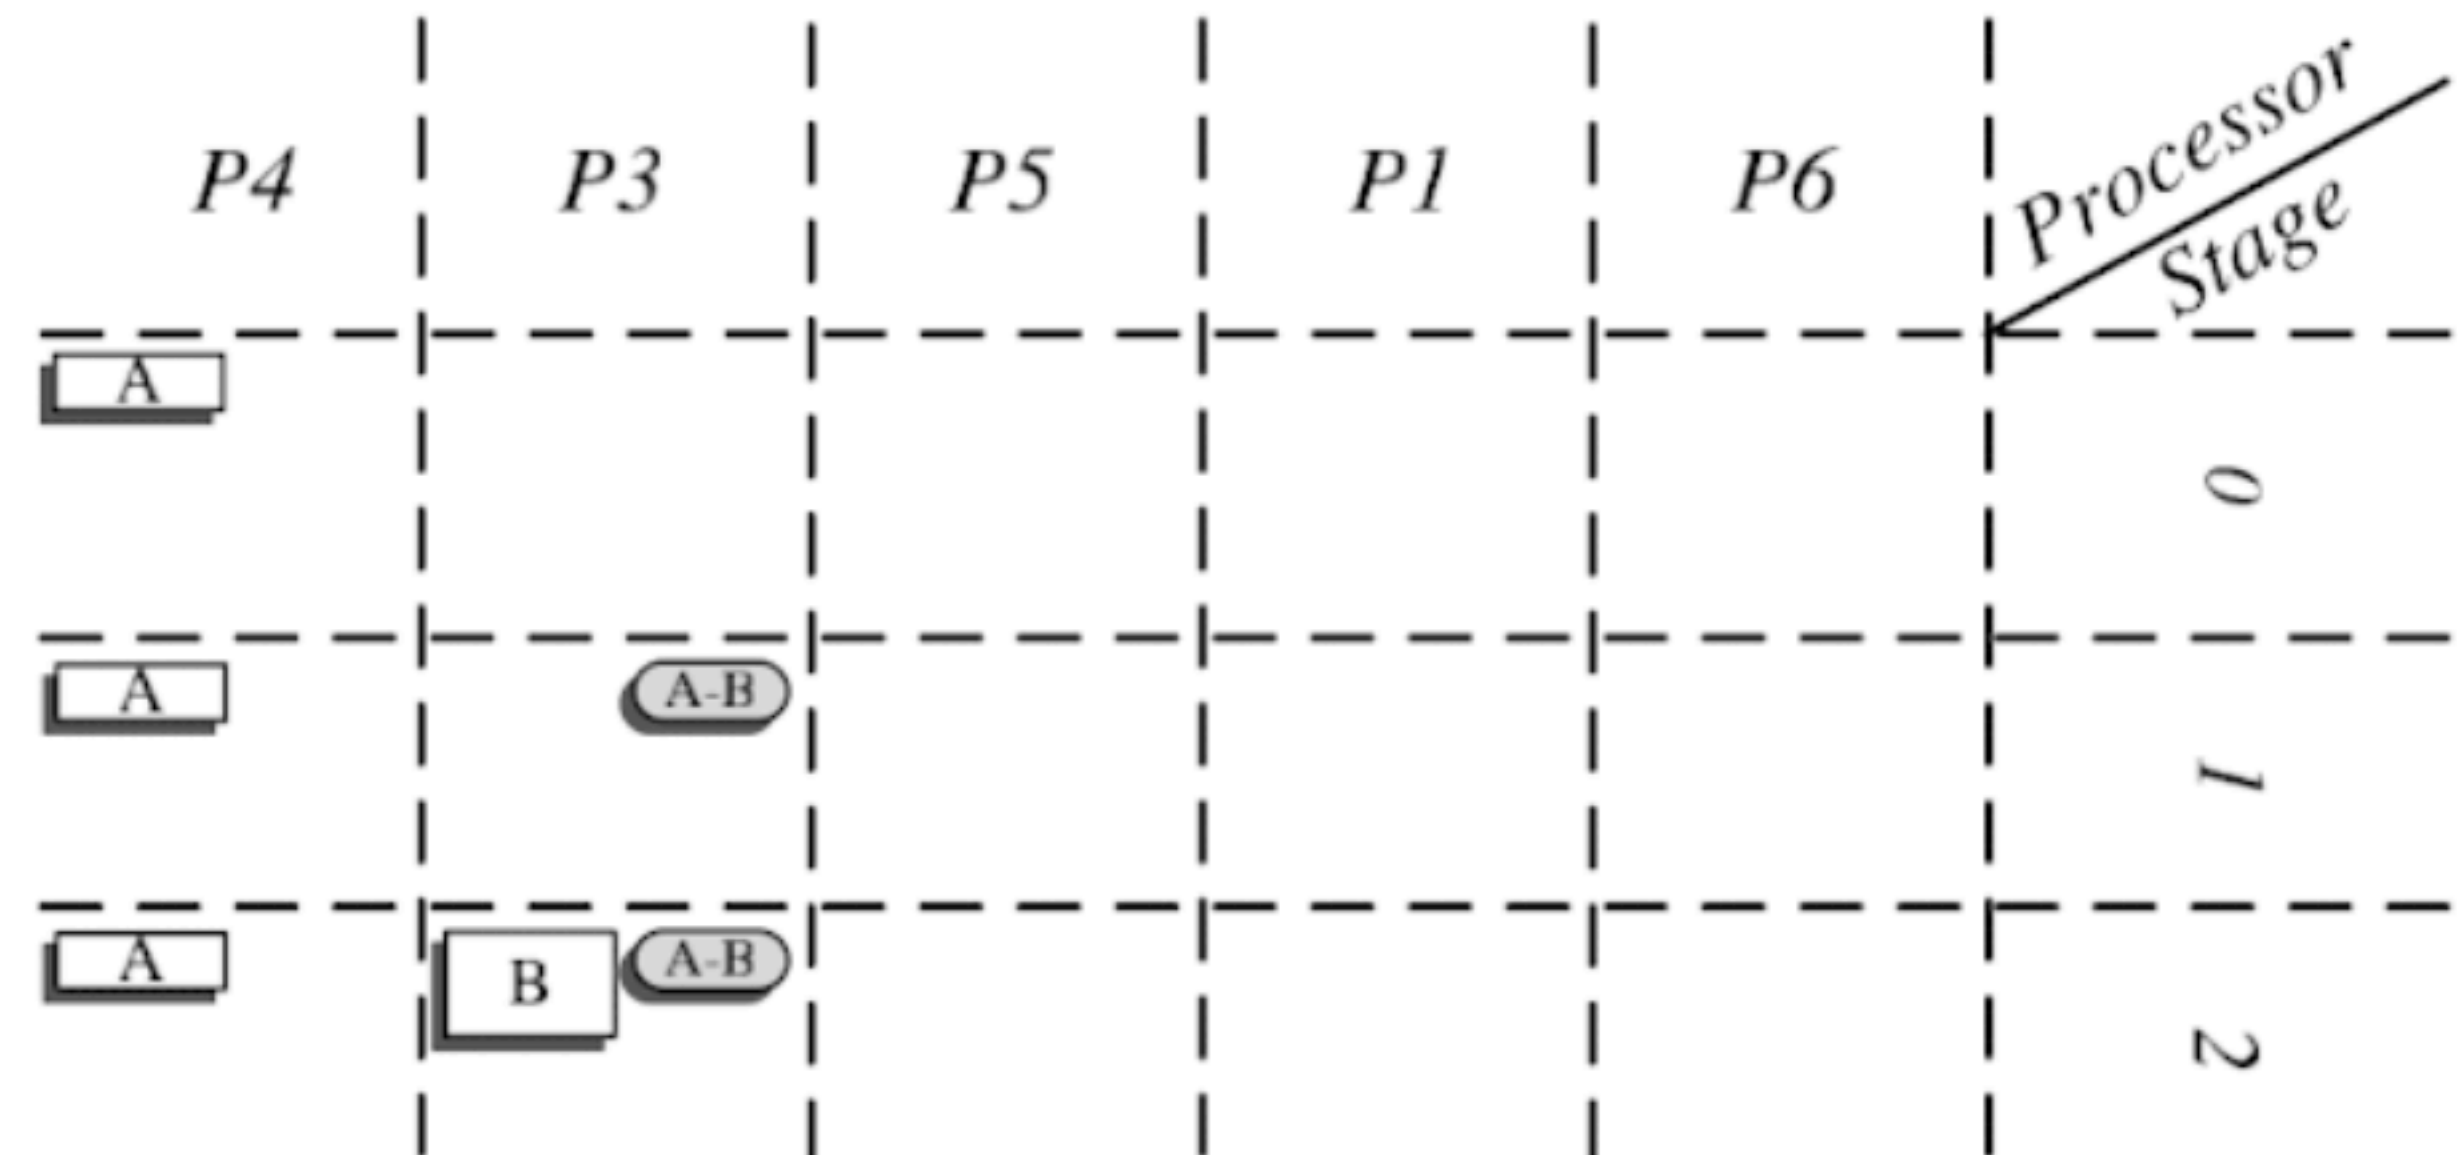 P4 P3 P5 P1 P6 Processor
Stage
A
0
A A-B
1
A B A-B
2